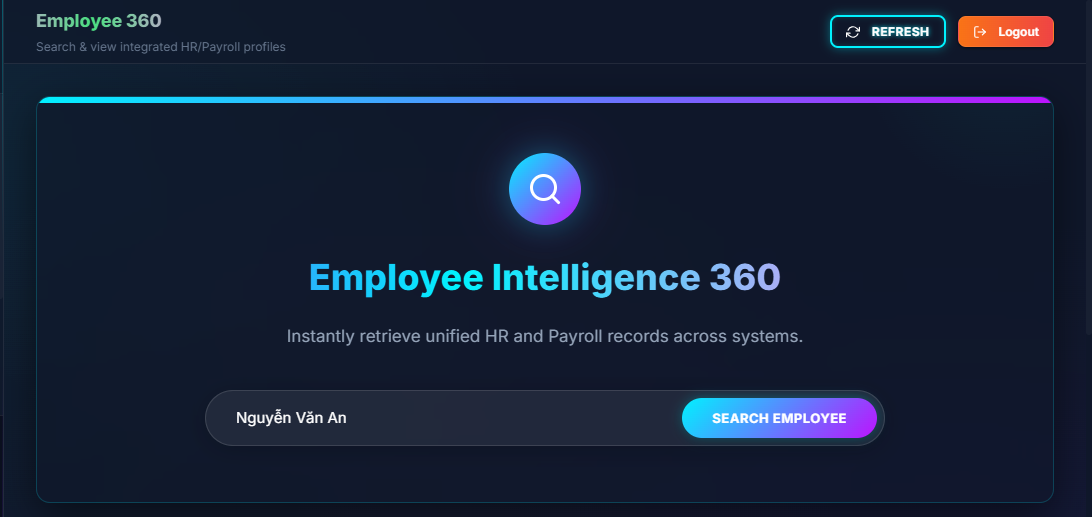 Employee 360
Search & view integrated HR/Payroll profiles
REFRESH
Logout
Employee Intelligence 360
Instantly retrieve unified HR and Payroll records across systems.
Nguyễn Văn An
SEARCH EMPLOYEE